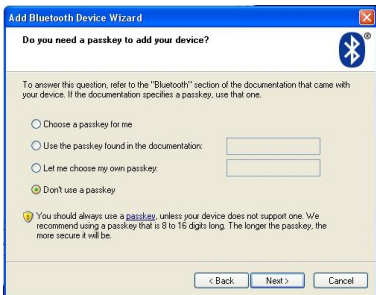 Add Bluetooth Device Wizard
Do you need a passkey to add your device?
®
To answer this question, refer to the "Bluetooth" section of the documentation that came with
your device. If the documentation specifies a passkey, use that one.
Choose a passkey for me
Use the passkey found in the documentation:
Let me choose my own passkey:
Don't use a passkey
You should always use a passkey, unless your device does not support one. We
recommend using a passkey that is 8 to 16 digits long. The longer the passkey, the
more secure it will be.
< Back Next > Cancel